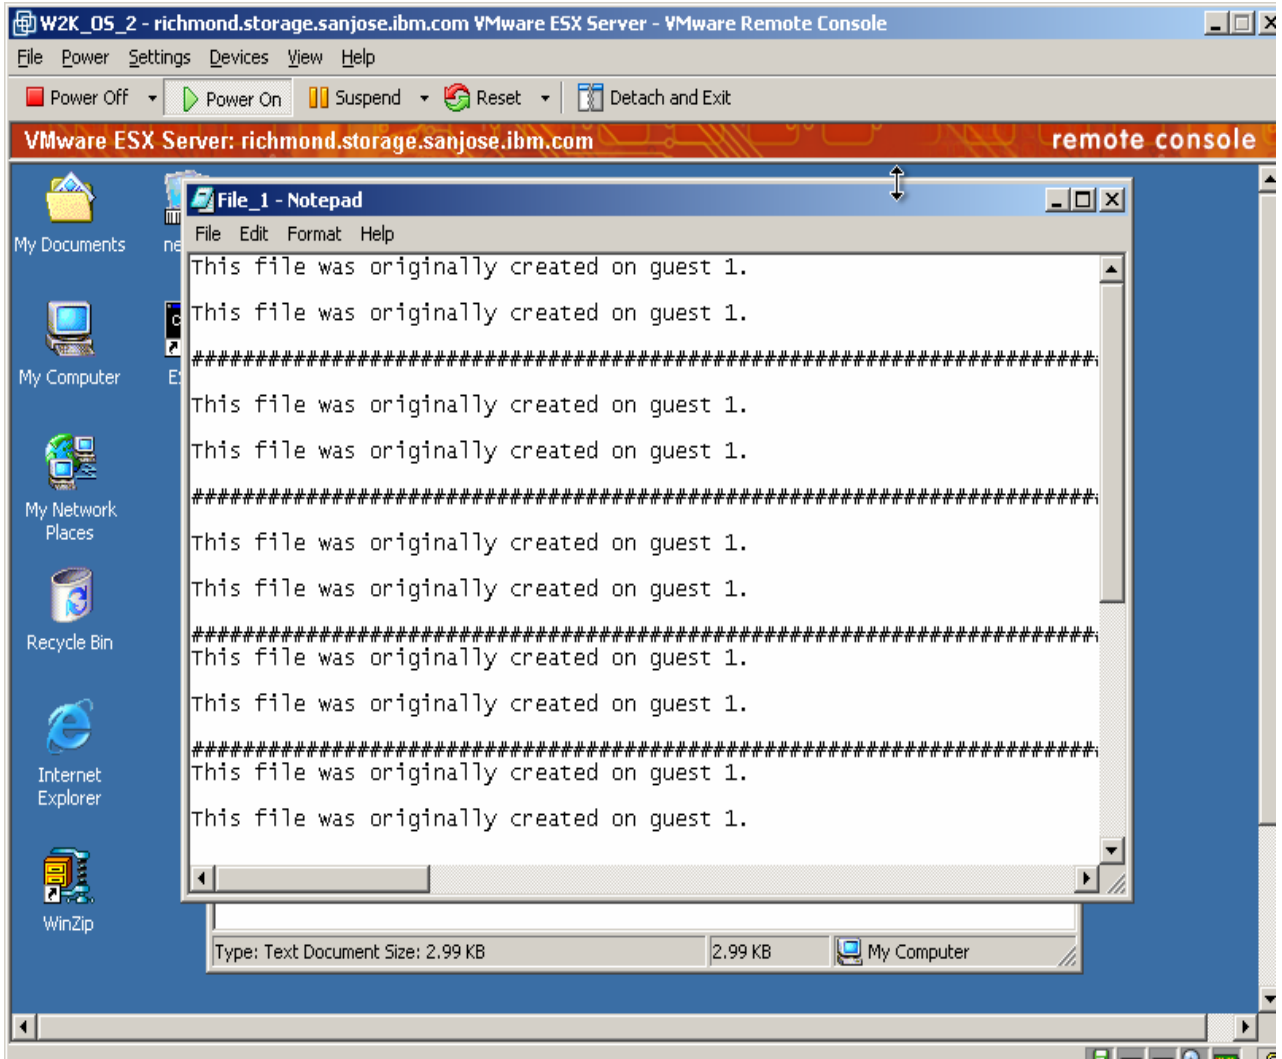 W2K_OS_2 - richmond.storage.sanjose.ibm.com VMware ESX Server - VMware Remote Console
File Power Settings Devices View Help
Power Off Power On Suspend Reset Detach and Exit
VMware ESX Server: richmond.storage.sanjose.ibm.com remote console
File_1 - Notepad
File Edit Format Help
My Documents
ne
This file was originally created on guest 1.
This file was originally created on guest 1.
########################################################################
My Computer
This file was originally created on guest 1.
This file was originally created on guest 1.
########################################################################
My Network
Places
This file was originally created on guest 1.
This file was originally created on guest 1.
########################################################################
Recycle Bin
This file was originally created on guest 1.
This file was originally created on guest 1.
########################################################################
This file was originally created on guest 1.
Internet
Explorer
This file was originally created on guest 1.
WinZip
Type: Text Document Size: 2.99 KB 2.99 KB My Computer